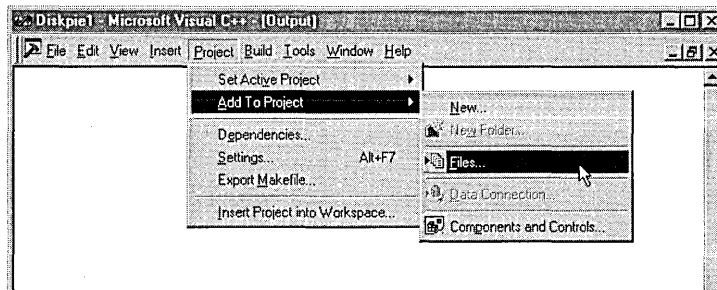 Diskpie1 - Microsoft Visual C++ - [Output]
File Edit View Insert Project Build Tools Window Help
Set Active Project
Add To Project
Dependencies...
Settings... Alt+F7
Export Makefile...
Insert Project into Workspace...
New...
New Folder...
Files...
Data Connection...
Components and Controls...